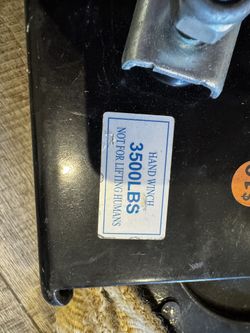 HAND WINCH
3500LBS
NOT FOR LIFTING HUMANS